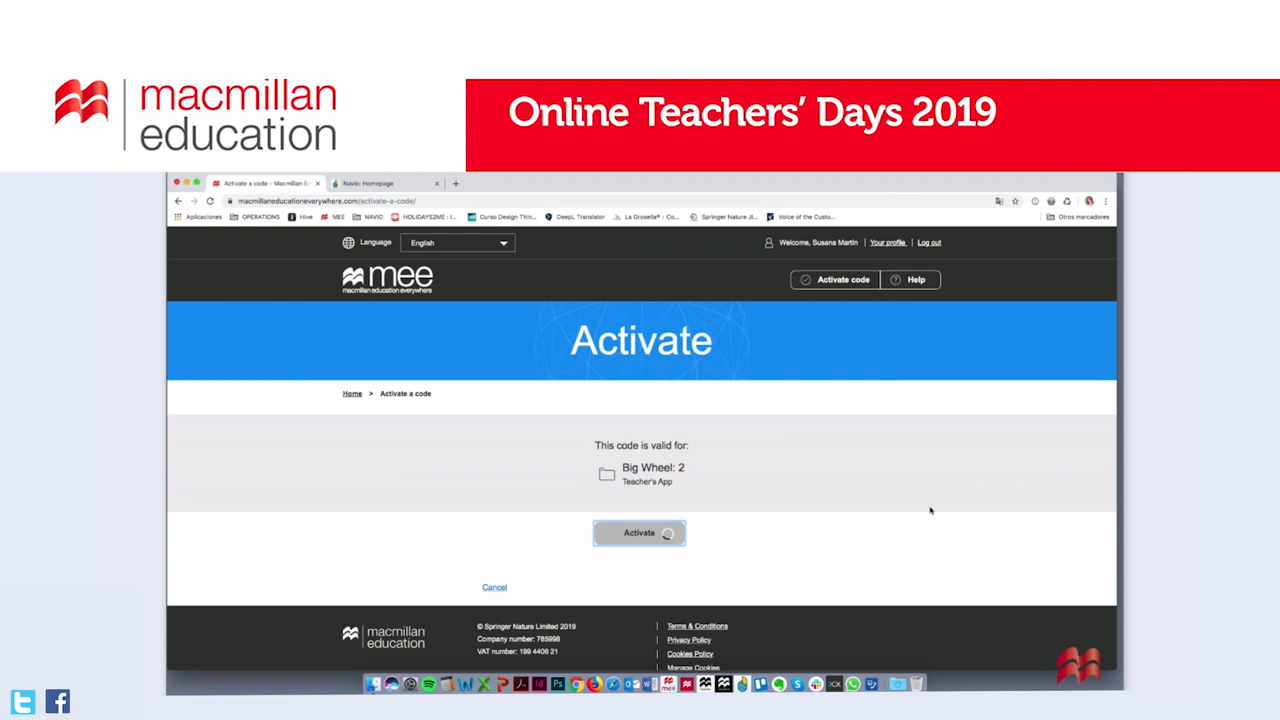 macmillan
education
Online Teachers' Days 2019
Activate a code – Macmillan E
Navio: Homepage
macmillaneducationeverywhere.com/activate-a-code/
Aplicaciones
OPERATIONS
Hive
MEE
NAVIO
HOLIDAYS2ME : I...
Curso Design Thin...
DeepL Translator
La Grosella® - Co...
Springer Nature Ji...
Voice of the Custo...
Otros marcadores
Language
English
Welcome, Susana Martin
Your profile
Log out
mee
macmillan education everywhere
Activate code
Help
Activate
Home > Activate a code
This code is valid for:
Big Wheel: 2
Teacher's App
Activate
Cancel
macmillan
education
© Springer Nature Limited 2019
Company number: 785998
VAT number: 199 4406 21
Terms & Conditions
Privacy Policy
Cookies Policy
Manage Cookies